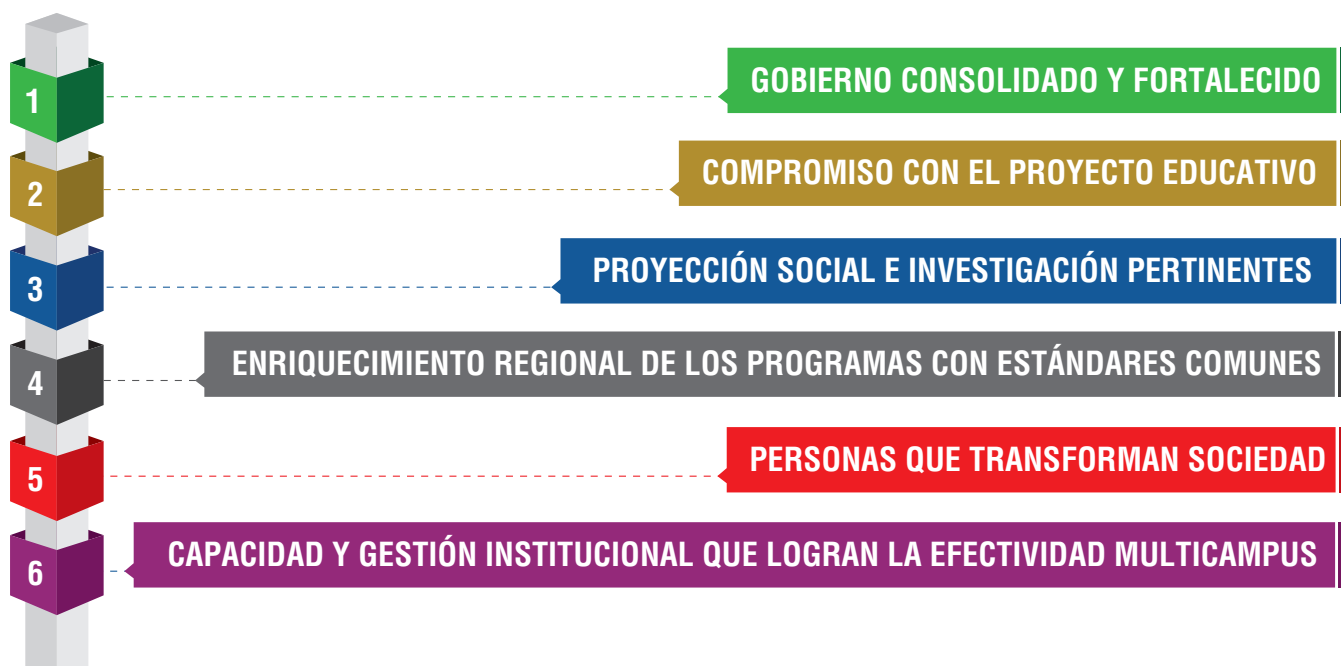 1
GOBIERNO CONSOLIDADO Y FORTALECIDO
2
COMPROMISO CON EL PROYECTO EDUCATIVO
3
PROYECCIÓN SOCIAL E INVESTIGACIÓN PERTINENTES
4
ENRIQUECIMIENTO REGIONAL DE LOS PROGRAMAS CON ESTÁNDARES COMUNES
5
PERSONAS QUE TRANSFORMAN SOCIEDAD
6
CAPACIDAD Y GESTIÓN INSTITUCIONAL QUE LOGRAN LA EFECTIVIDAD MULTICAMPUS